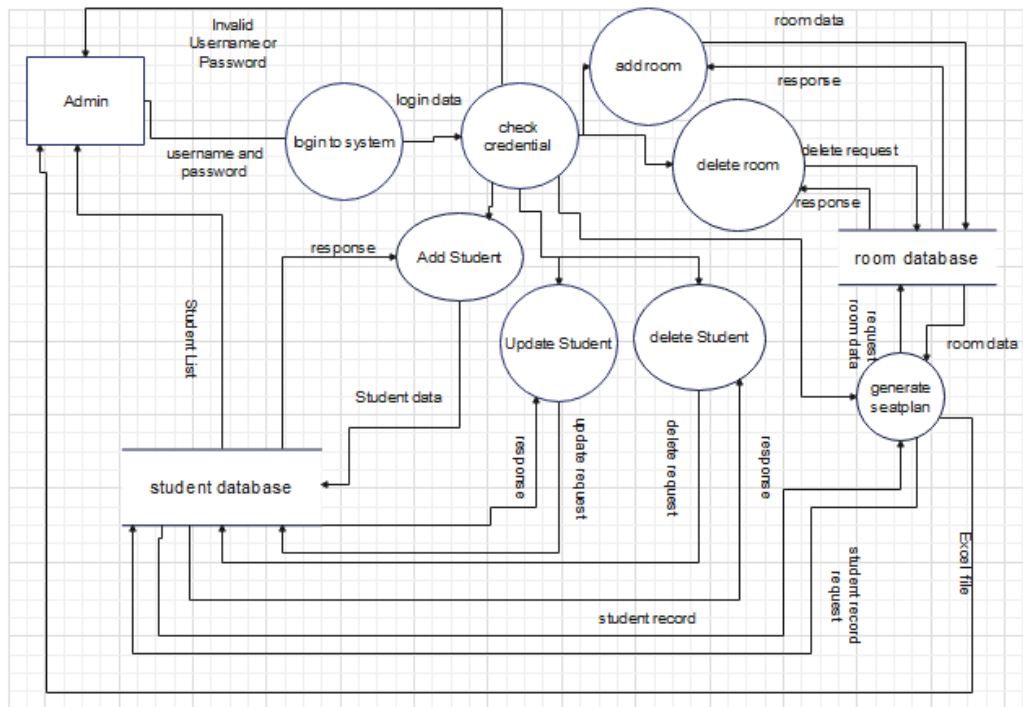 Invalid
Username or
Password
room data
Admin
add room
response
login data
login to system
check
credential
username and
password
delete room
delete request
response
response
Add Student
room database
Student List
Update Student
delete Student
request
room data
room data
generate
seatplan
Student data
response
update request
delete request
response
student database
Excel file
student record
request
student record